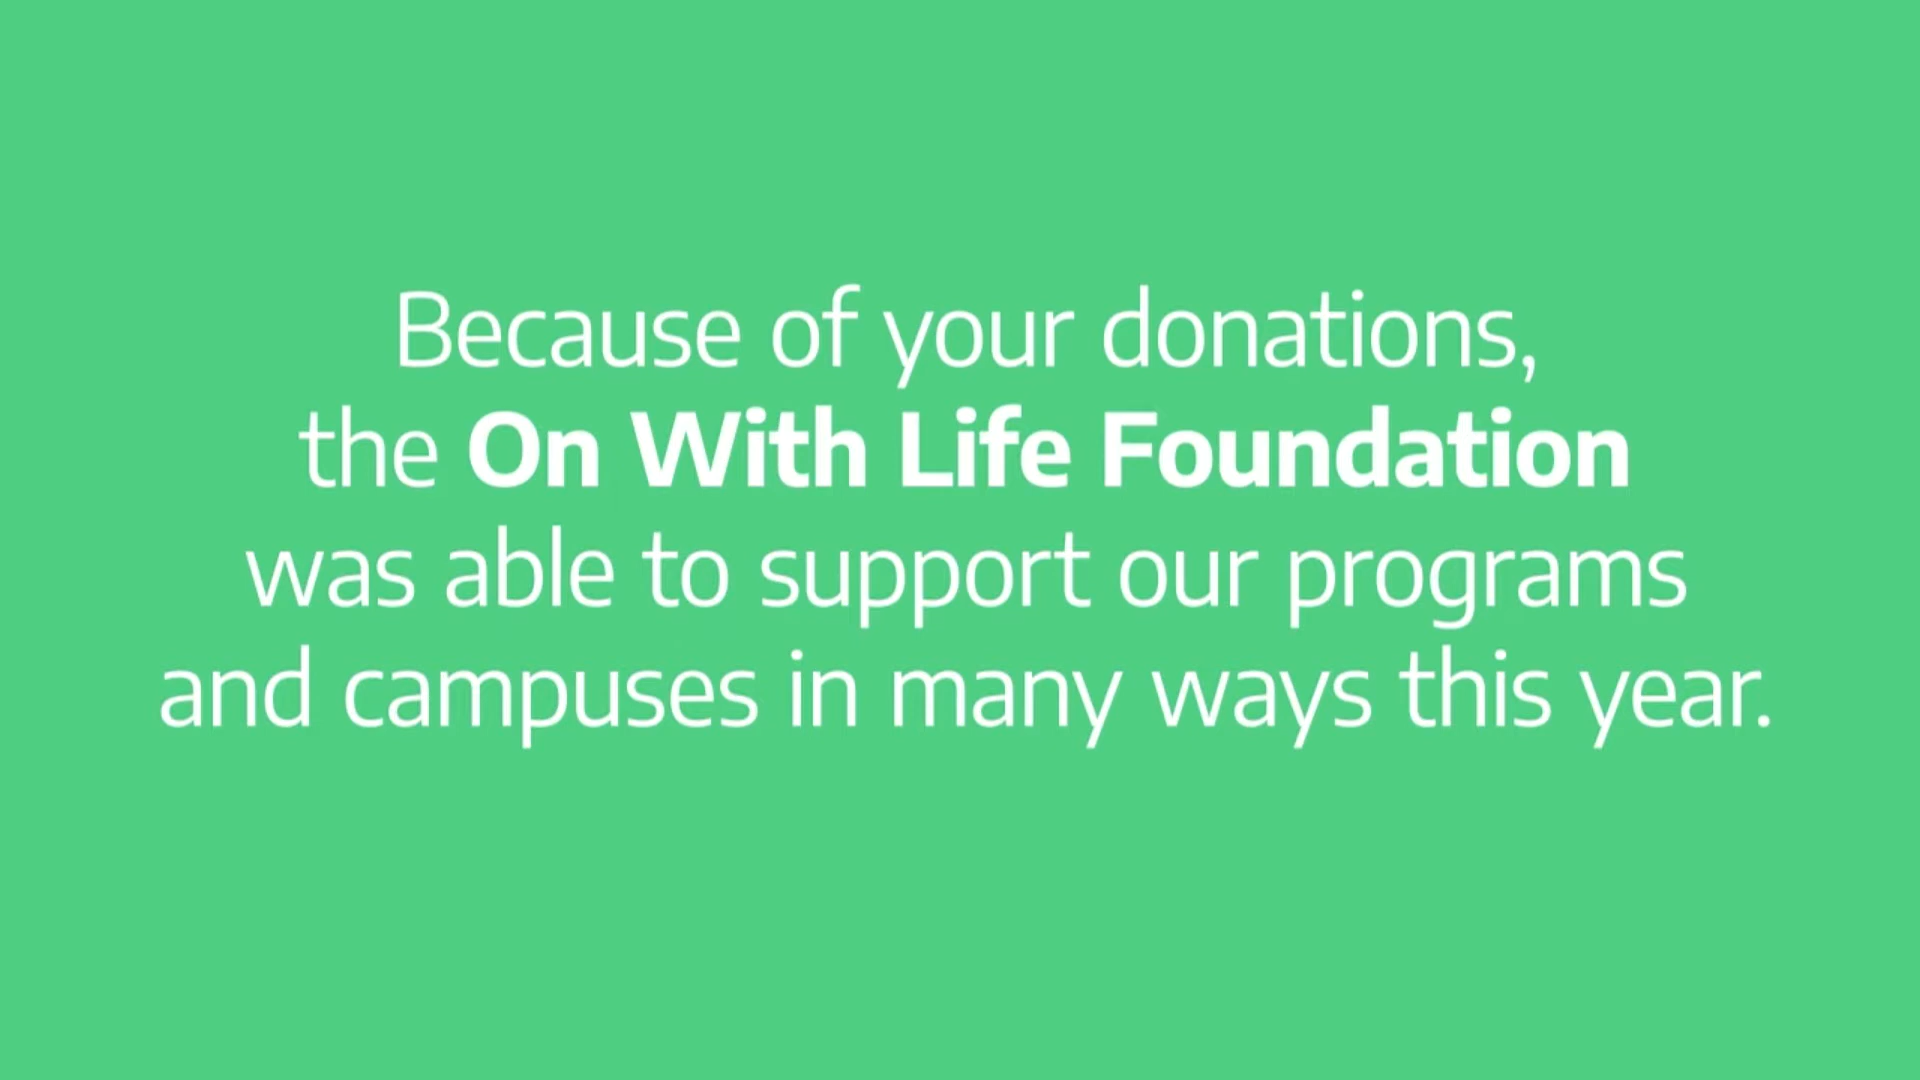 Because of your donations,
the On With Life Foundation
was able to support our programs
and campuses in many ways this year.